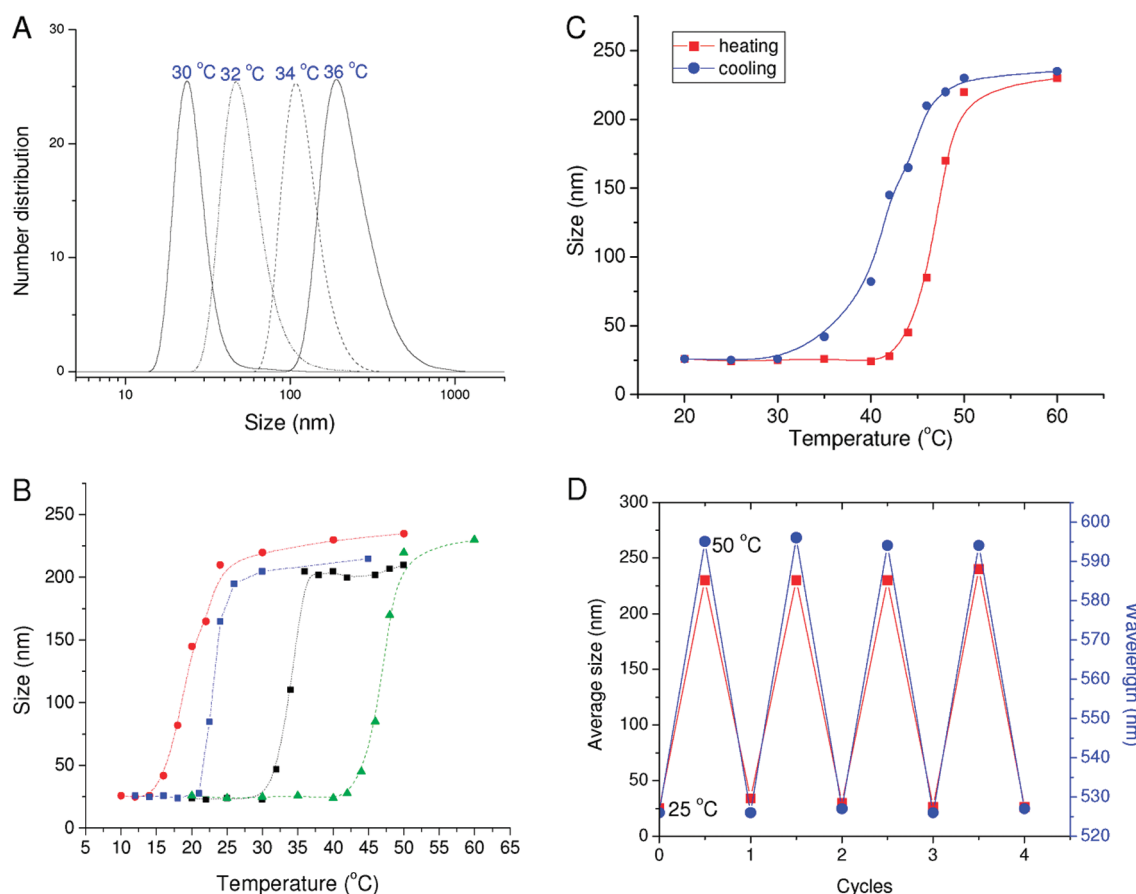 A
30
20
10
0
Number distribution
30 °C
32 °C
34 °C
36 °C
10
100
1000
Size (nm)
C
250
200
150
100
50
0
Size (nm)
heating
cooling
20
30
40
50
60
Temperature (°C)
B
250
200
150
100
50
0
Size (nm)
5
10
15
20
25
30
35
40
45
50
55
60
65
Temperature (°C)
D
300
250
200
150
100
50
0
Average size (nm)
50 °C
25 °C
600
590
580
570
560
550
540
530
520
Wavelength (nm)
0
1
2
3
4
Cycles